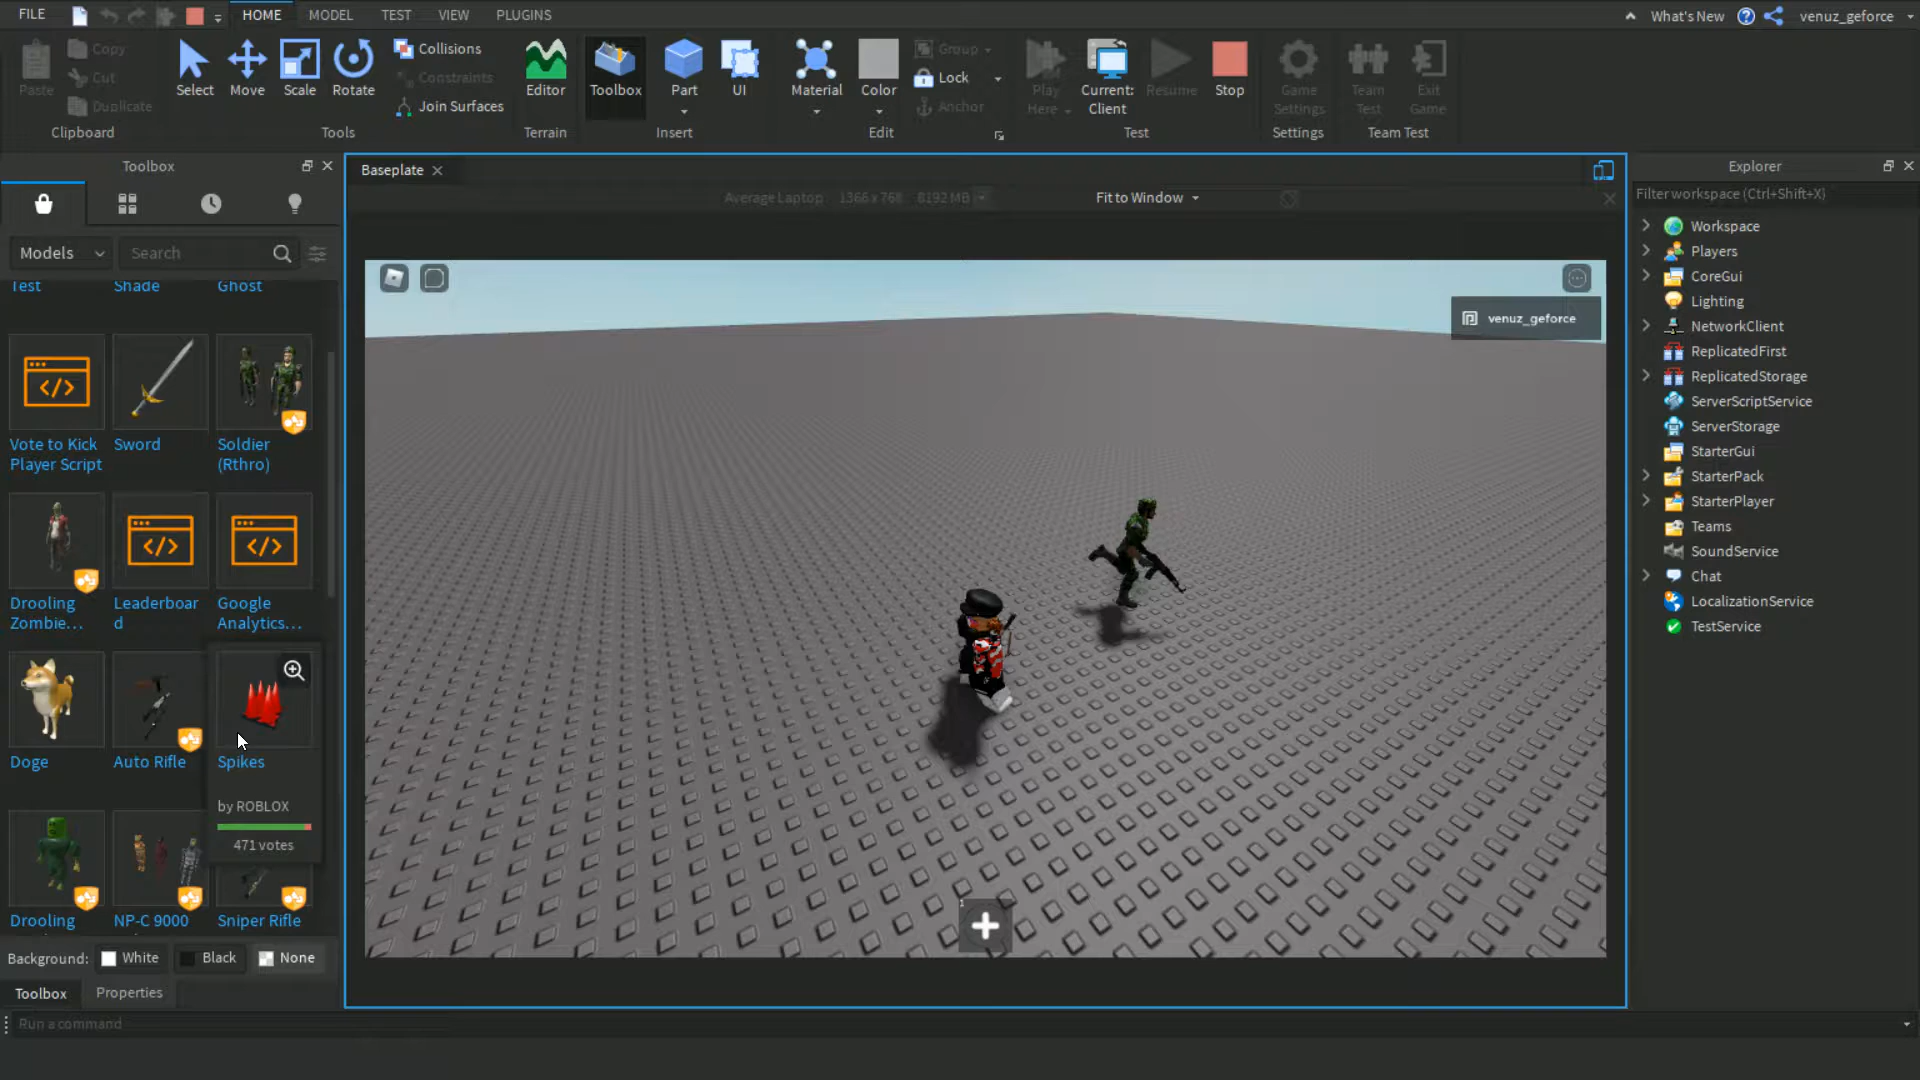 FILE
HOME
MODEL
TEST
VIEW
PLUGINS
What's New
venuz_geforce
Paste
Copy
Cut
Duplicate
Clipboard
Select
Move
Scale
Rotate
Collisions
Constraints
Join Surfaces
Tools
Editor
Terrain
Toolbox
Part
UI
Insert
Material
Color
Group
Lock
Anchor
Edit
Play
Here
Current:
Client
Resume
Stop
Test
Game
Settings
Settings
Team
Test
Exit
Game
Team Test
Toolbox
Models
Search
Test
Shade
Ghost
Vote to Kick
Player Script
Sword
Soldier
(Rthro)
Drooling
Zombie...
Leaderboar
d
Google
Analytics...
Doge
Auto Rifle
Spikes
by ROBLOX
471 votes
Drooling
NP-C 9000
Sniper Rifle
Background:
White
Black
None
Toolbox
Properties
Run a command
Baseplate
Average Laptop 1366 x 768 8192 MB
Fit to Window
venuz_geforce
1
Explorer
Filter workspace (Ctrl+Shift+X)
Workspace
Players
CoreGui
Lighting
NetworkClient
ReplicatedFirst
ReplicatedStorage
ServerScriptService
ServerStorage
StarterGui
StarterPack
StarterPlayer
Teams
SoundService
Chat
LocalizationService
TestService